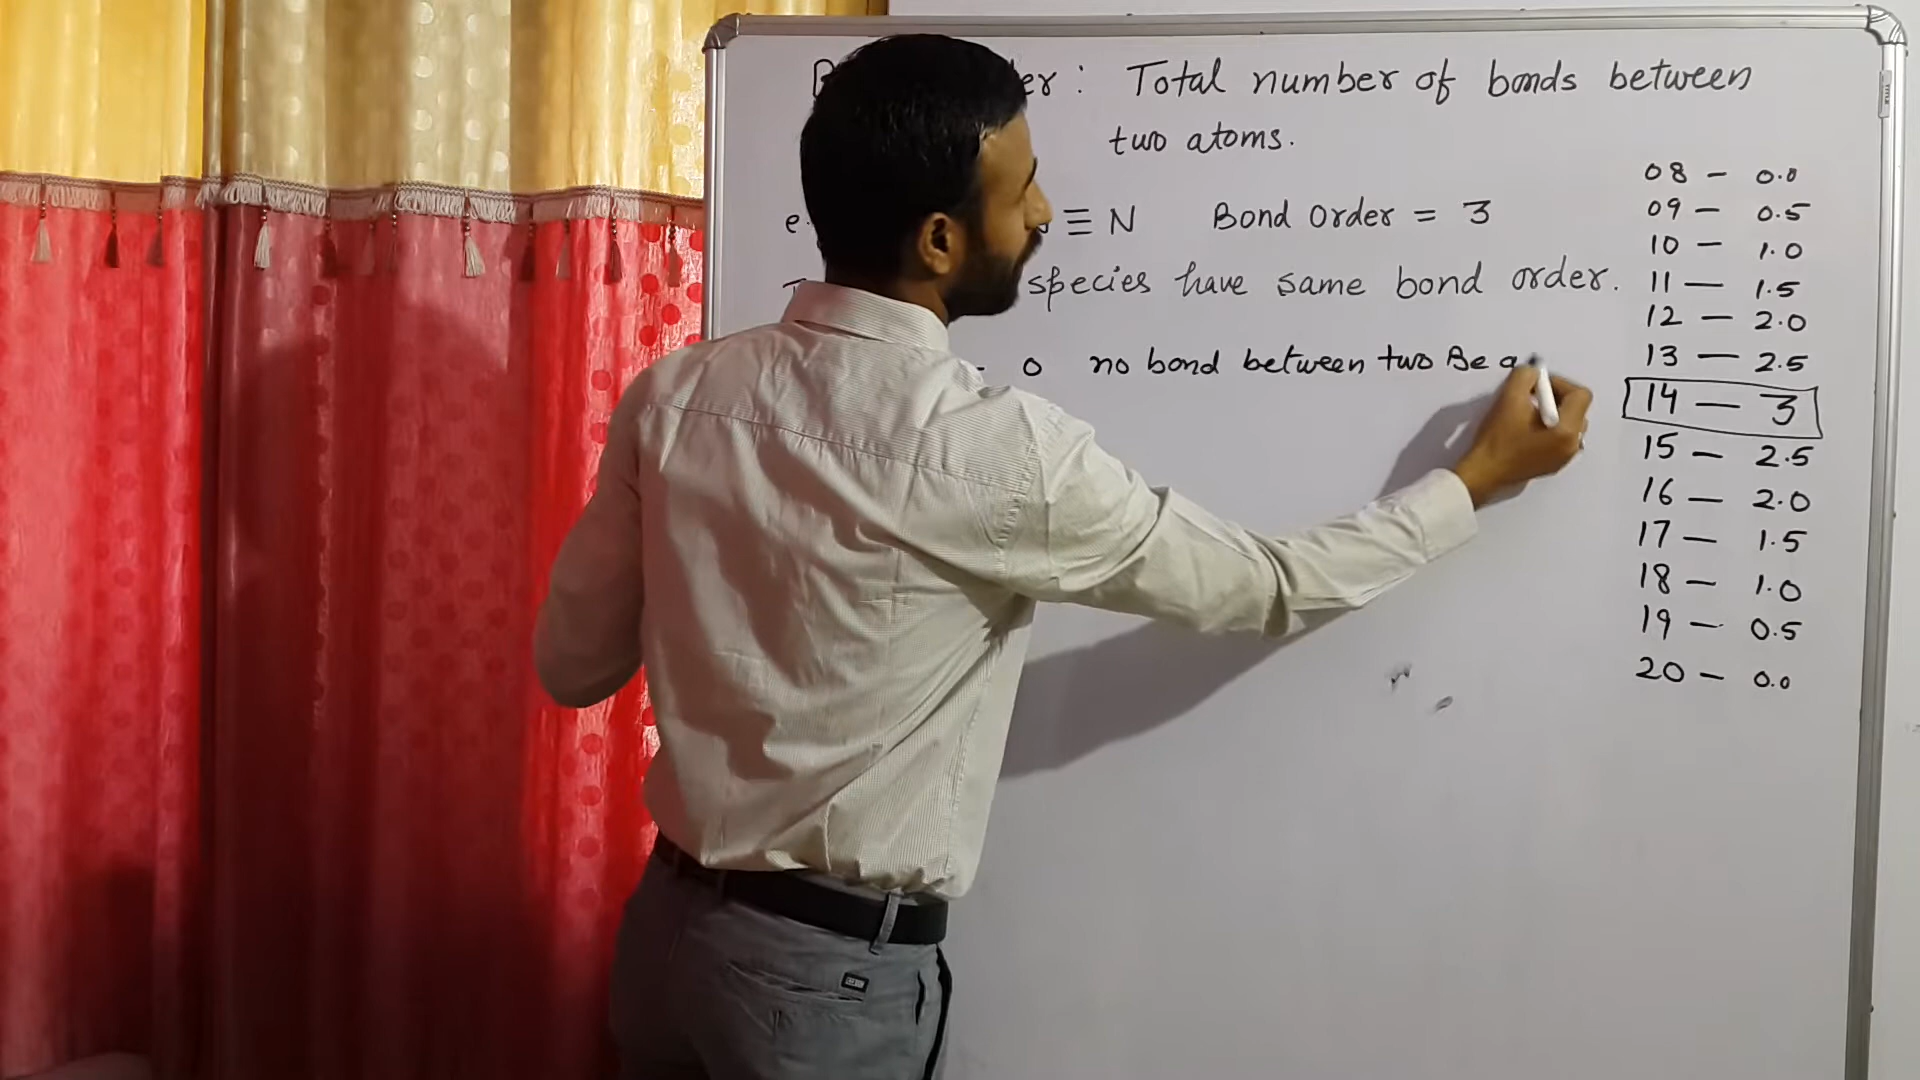 er : Total number of bonds between
two atoms.
e. ≡ N Bond Order = 3
species have same bond order.
- 0 no bond between two Be a
08 - 0.0
09 - 0.5
10 - 1.0
11 - 1.5
12 - 2.0
13 - 2.5
14 - 3
15 - 2.5
16 - 2.0
17 - 1.5
18 - 1.0
19 - 0.5
20 - 0.0